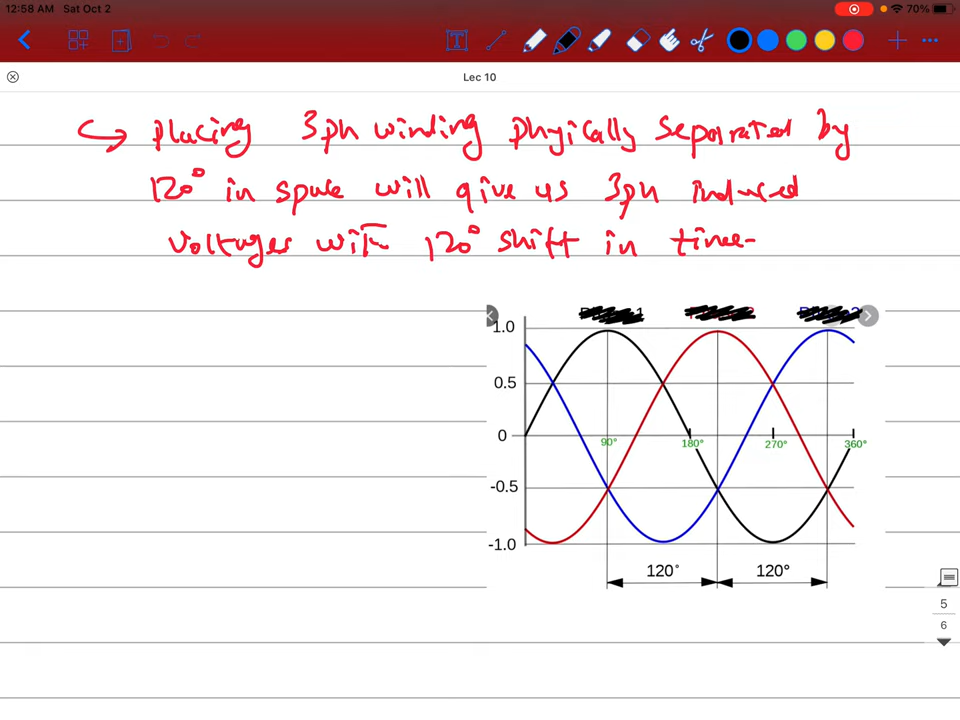 12:58 AM Sat Oct 2
70%
T
Lec 10
Placing 3ph winding phyically separated by
120° in space will give us 3ph induced
voltages with 120° shift in time
1.0
0.5
0
90° 180° 270° 360°
-0.5
-1.0
120° 120°
5
6